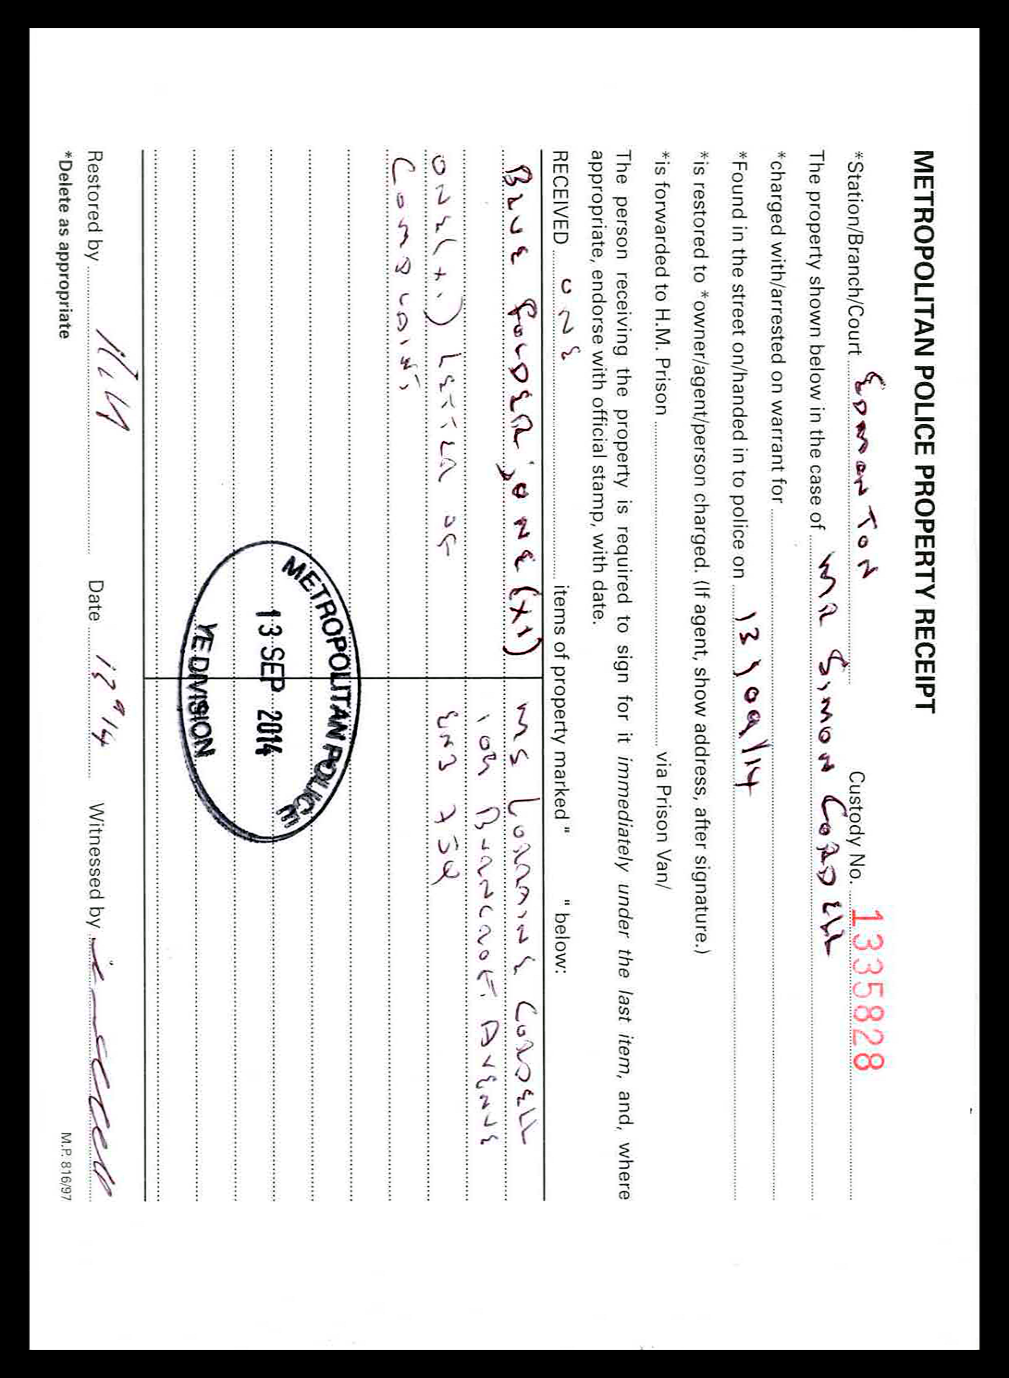 METROPOLITAN POLICE PROPERTY RECEIPT
*Station/Branch/Court EDMONTON Custody No. 1335828
The property shown below in the case of MR SIMON CORDELL
*charged with/arrested on warrant for
*Found in the street on/handed in to police on 13/09/14
*is restored to *owner/agent/person charged. (If agent, show address, after signature.)
*is forwarded to H.M. Prison via Prison Van/
The person receiving the property is required to sign for it immediately under the last item, and, where
appropriate, endorse with official stamp, with date.
RECEIVED ONE items of property marked " " below:
BLUE FOLDER, ONE (X1) MS LORRAINE CORDELL
109 BURNCROFT AVENUE
ONE (X1) LETTER OF EN3
COMPLAINT
METROPOLITAN POLICE
13 SEP 2014
YE DIVISION
Restored by Date 13 9 14 Witnessed by
*Delete as appropriate
M.P. 816/97